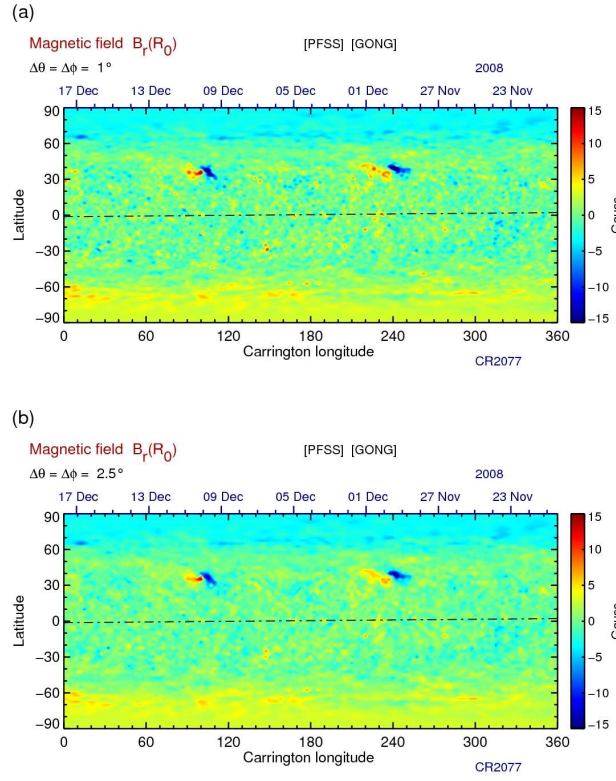 (a)
Magnetic field B_r(R_0) [PFSS] [GONG]
Δθ = Δϕ = 1° 2008
17 Dec 13 Dec 09 Dec 05 Dec 01 Dec 27 Nov 23 Nov
90
60
30
0
−30
−60
−90
Latitude
0 60 120 180 240 300 360
Carrington longitude
CR2077
15
10
5
0
−5
−10
−15
Gauss
(b)
Magnetic field B_r(R_0) [PFSS] [GONG]
Δθ = Δϕ = 2.5° 2008
17 Dec 13 Dec 09 Dec 05 Dec 01 Dec 27 Nov 23 Nov
90
60
30
0
−30
−60
−90
Latitude
0 60 120 180 240 300 360
Carrington longitude
CR2077
15
10
5
0
−5
−10
−15
Gauss